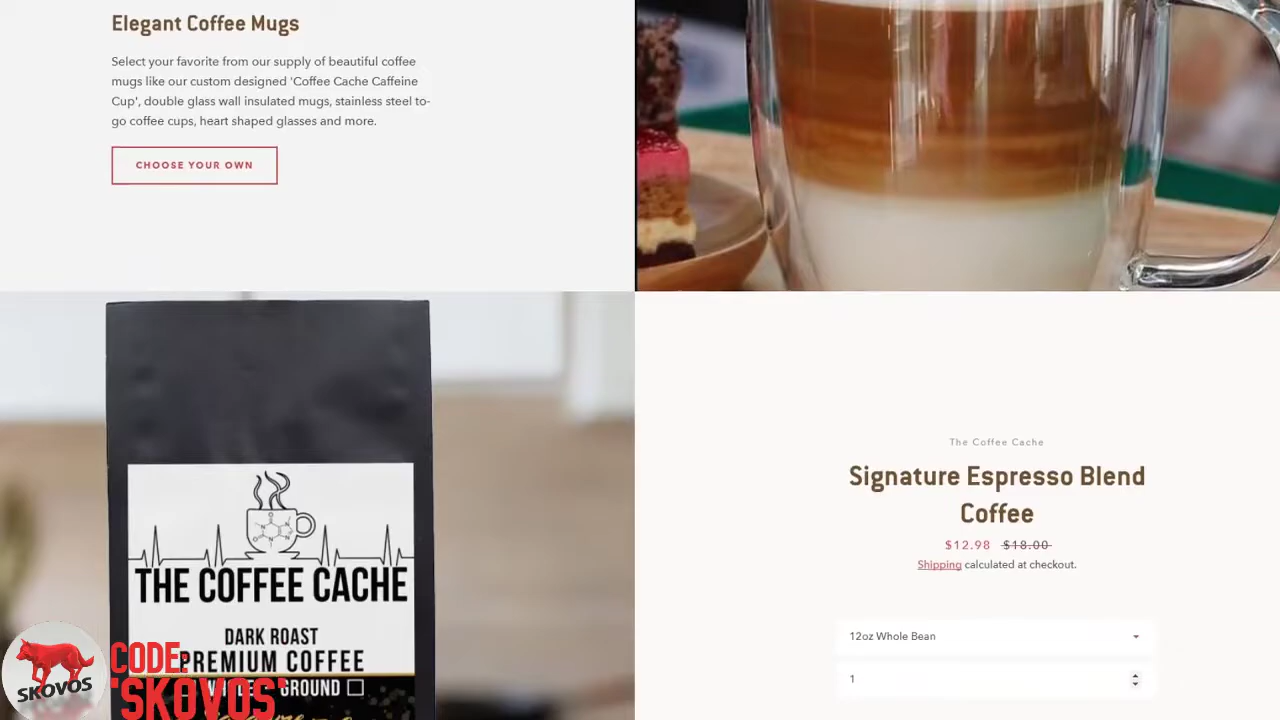 Elegant Coffee Mugs
Select your favorite from our supply of beautiful coffee
mugs like our custom designed 'Coffee Cache Caffeine
Cup', double glass wall insulated mugs, stainless steel to-
go coffee cups, heart shaped glasses and more.
CHOOSE YOUR OWN
THE COFFEE CACHE
DARK ROAST
PREMIUM COFFEE
GROUND
The Coffee Cache
Signature Espresso Blend
Coffee
$12.98 $18.00
Shipping calculated at checkout.
12oz Whole Bean
1
SKOVOS
CODE:
'SKOVOS'